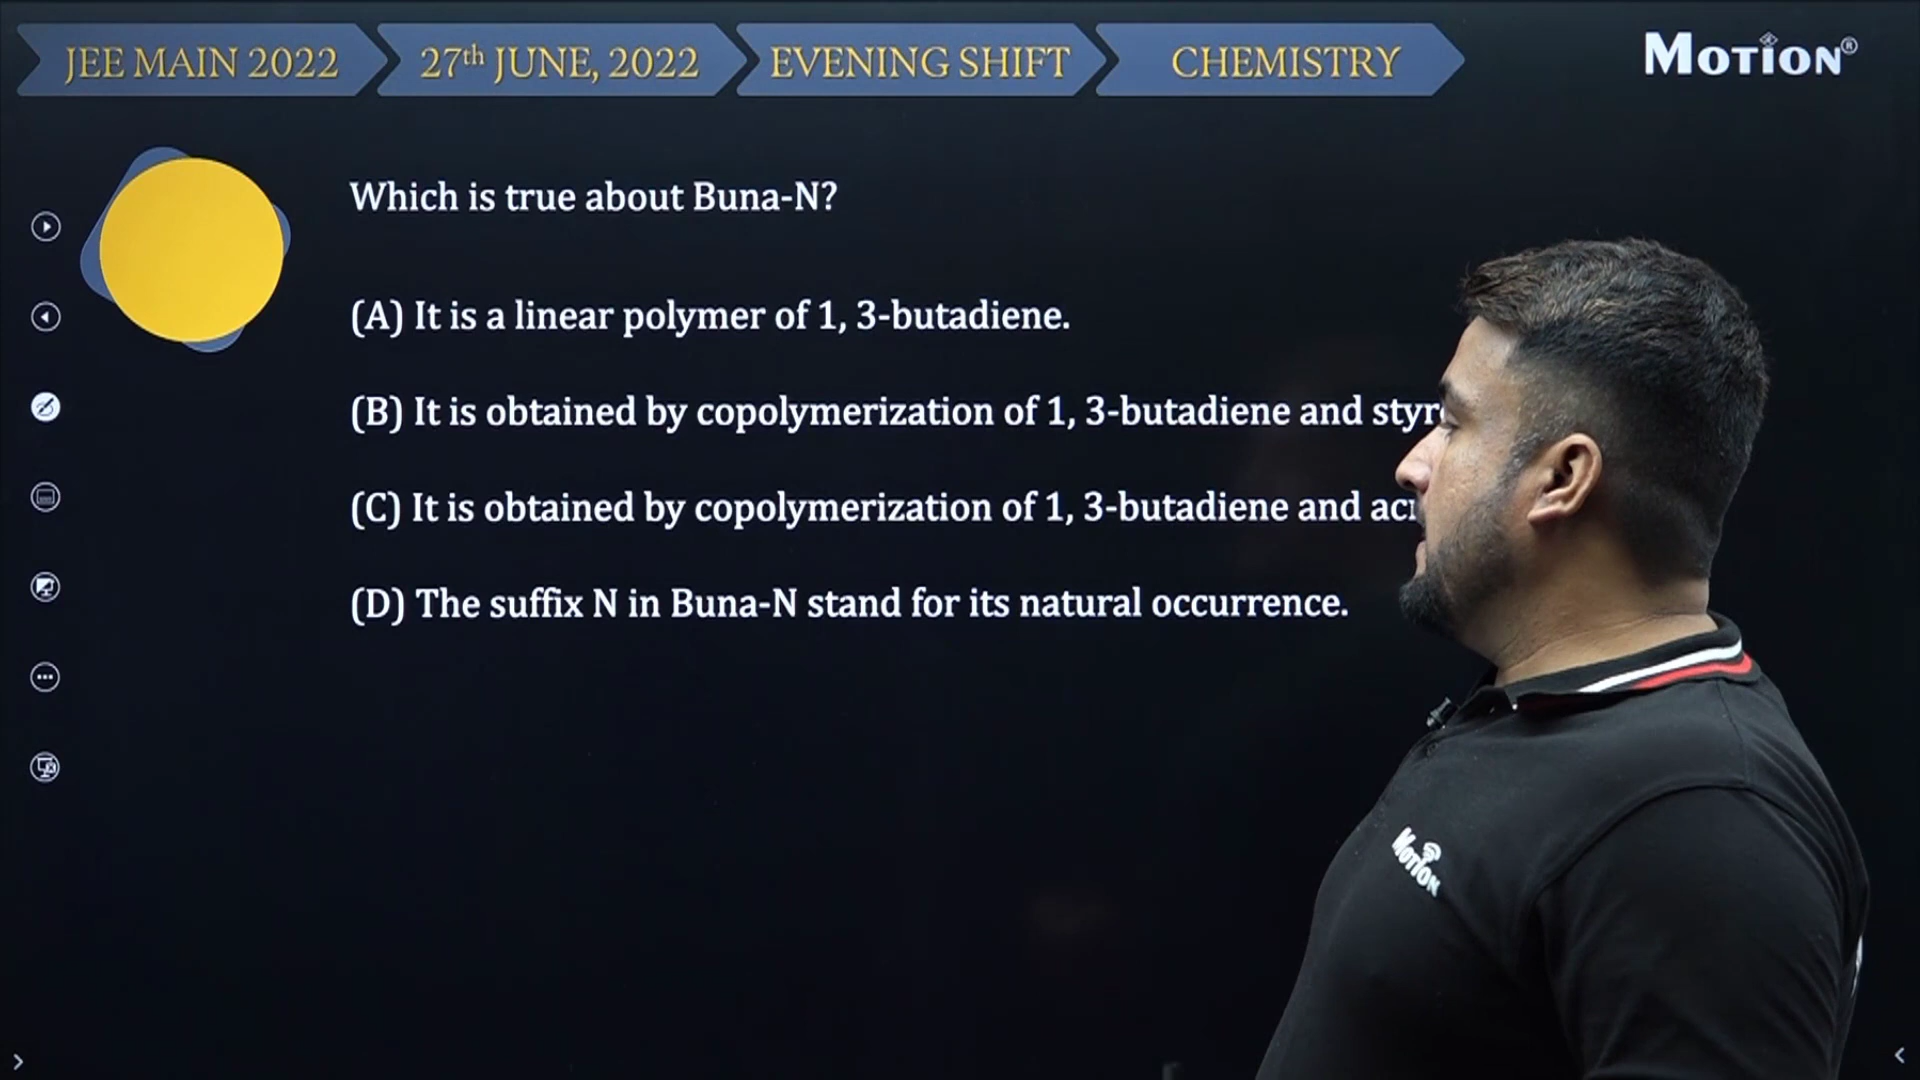 JEE MAIN 2022 27th JUNE, 2022 EVENING SHIFT CHEMISTRY MOTION®
Which is true about Buna-N?
(A) It is a linear polymer of 1, 3-butadiene.
(B) It is obtained by copolymerization of 1, 3-butadiene and
(C) It is obtained by copolymerization of 1, 3-butadiene and
(D) The suffix N in Buna-N stand for its natural occurrence.
MOTION